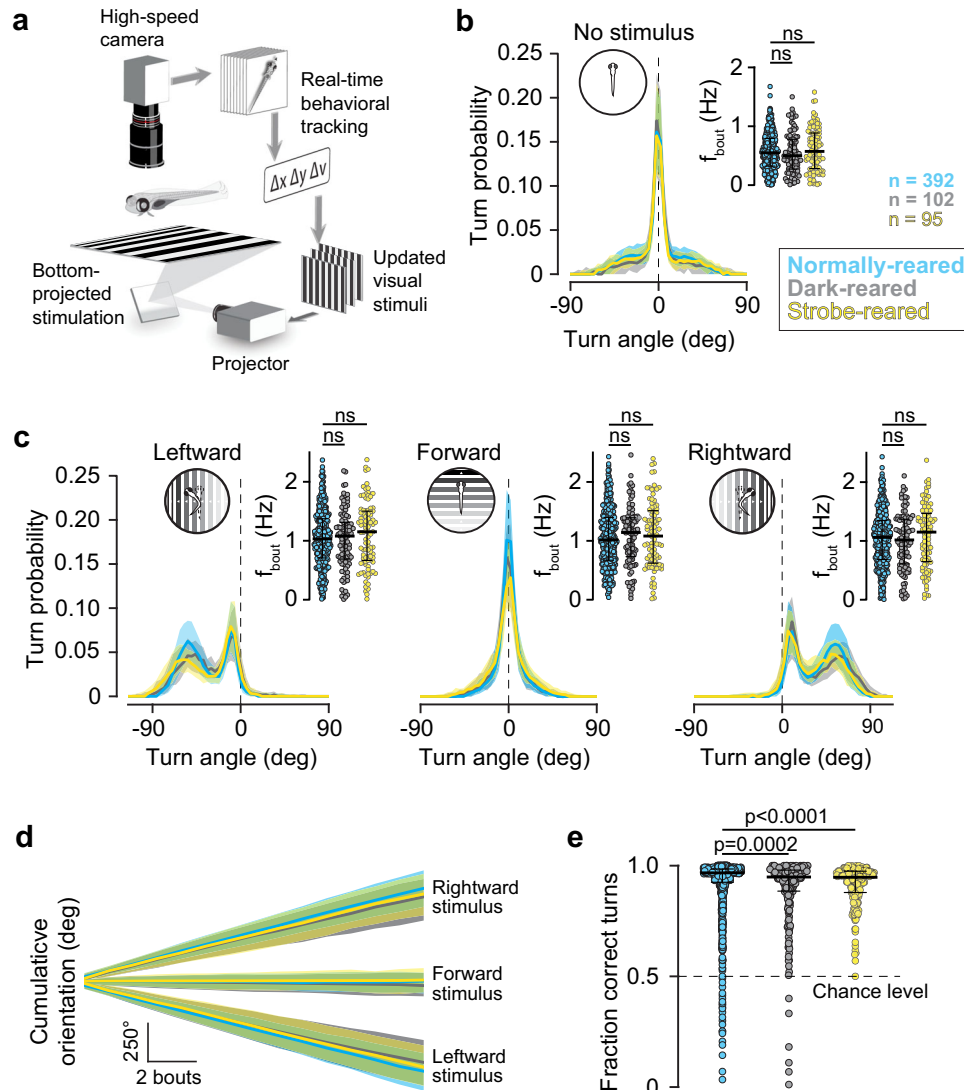 a
High-speed
camera
Real-time
behavioral
tracking
Δx Δy Δv
Updated
visual
stimuli
Bottom-
projected
stimulation
Projector
b
No stimulus
0.25
0.20
0.15
0.10
0.05
0
Turn probability
-90
0
90
Turn angle (deg)
ns
ns
2
1
0
fbout (Hz)
n = 392
n = 102
n = 95
Normally-reared
Dark-reared
Strobe-reared
c
Leftward
0.25
0.20
0.15
0.10
0.05
0
Turn probability
-90
0
90
Turn angle (deg)
ns
ns
2
1
0
fbout (Hz)
Forward
-90
0
90
Turn angle (deg)
ns
ns
2
1
0
fbout (Hz)
Rightward
-90
0
90
Turn angle (deg)
ns
ns
2
1
0
fbout (Hz)
d
Cumulaticve
orientation (deg)
Rightward
stimulus
Forward
stimulus
Leftward
stimulus
250°
2 bouts
e
p<0.0001
p=0.0002
1.0
0.5
0
Fraction correct turns
Chance level